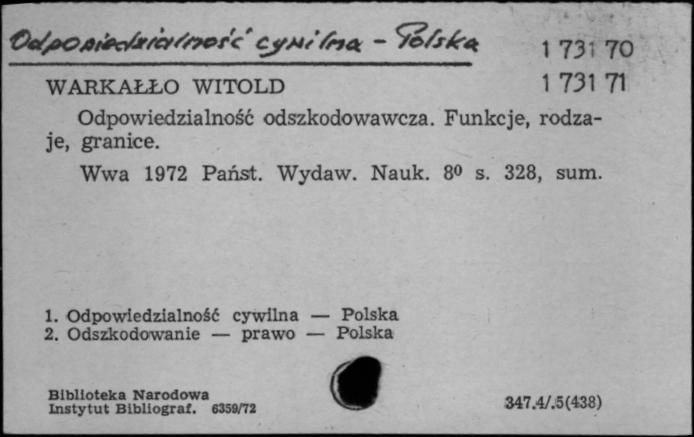 Odpowiedzialność cywilna – Polska
1 731 70
WARKAŁŁO WITOLD
1 731 71
Odpowiedzialność odszkodowawcza. Funkcje, rodza-
je, granice.
Wwa 1972 Państ. Wydaw. Nauk. 8⁰ s. 328, sum.
1. Odpowiedzialność cywilna — Polska
2. Odszkodowanie — prawo — Polska
Biblioteka Narodowa
Instytut Bibliograf. 6359/72
347.4/.5(438)